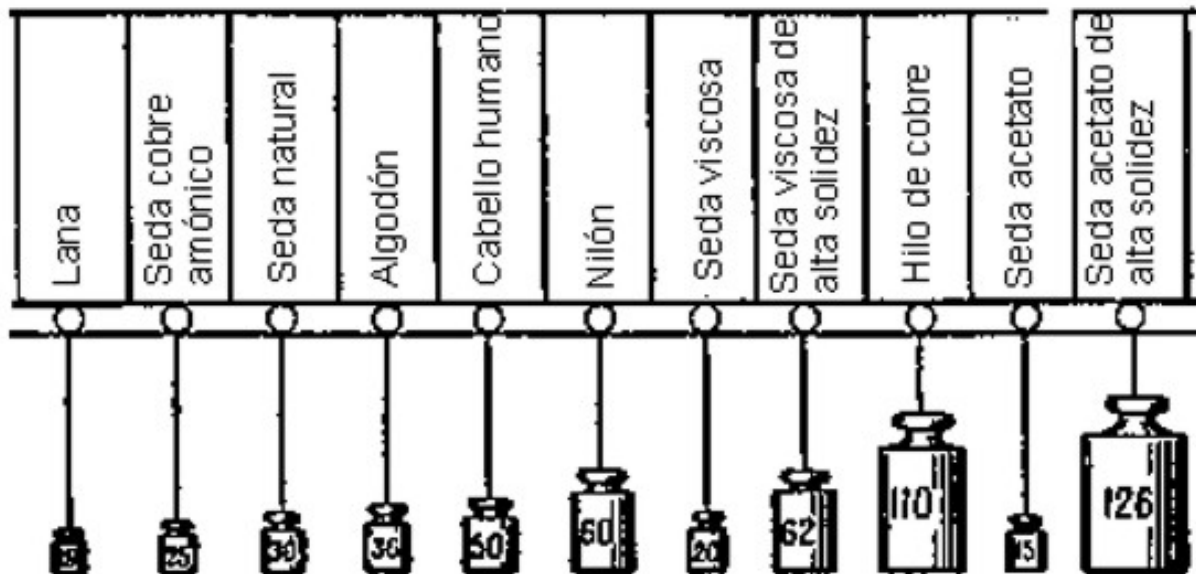 Lana
Seda cobre
amónico
Seda natural
Algodón
Cabello humano
Nilón
Seda viscosa
Seda viscosa de
alta solidez
Hilo de cobre
Seda acetato
Seda acetato de
alta solidez
25
30
50
60
20
62
110
15
126